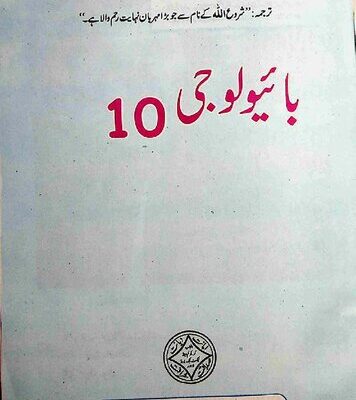 ترجمہ: ”شروع اللہ کے نام سے جو بڑا مہربان نہایت رحم والا ہے۔“
بائیولوجی 10